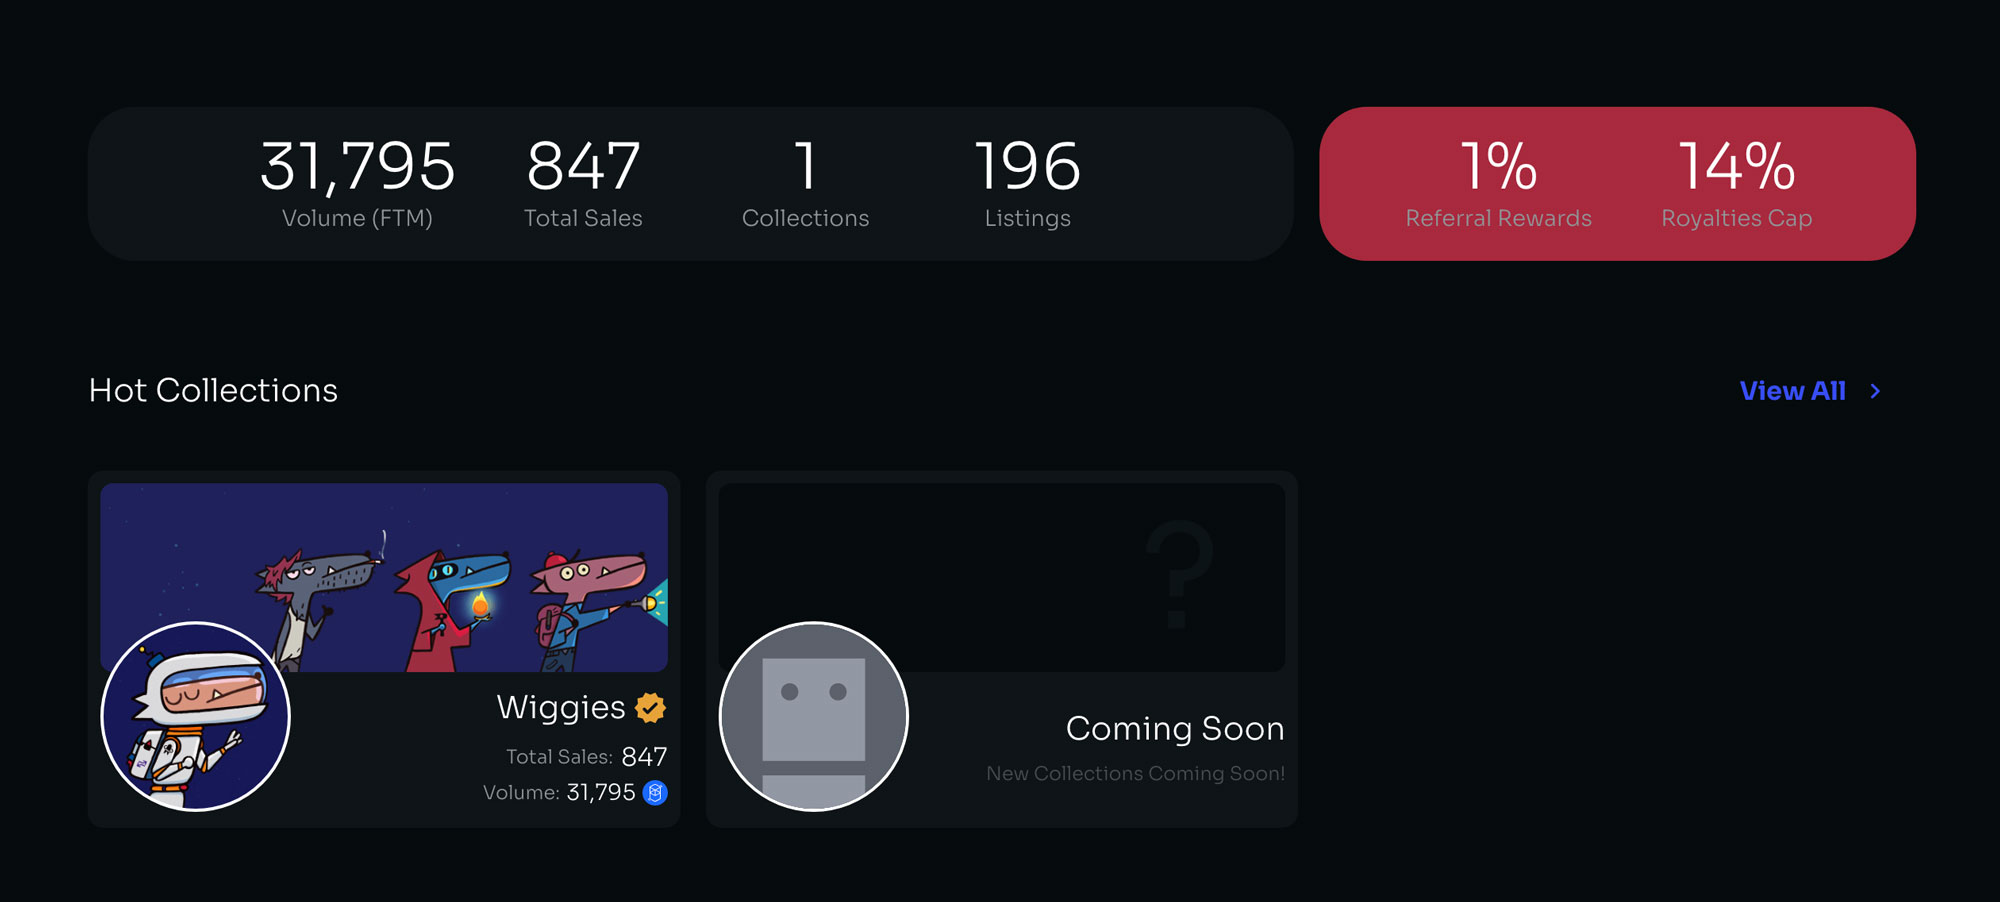 31,795
Volume (FTM)
847
Total Sales
1
Collections
196
Listings
1%
Referral Rewards
14%
Royalties Cap
Hot Collections
View All
?
Wiggies
Total Sales: 847
Volume: 31,795
Coming Soon
New Collections Coming Soon!